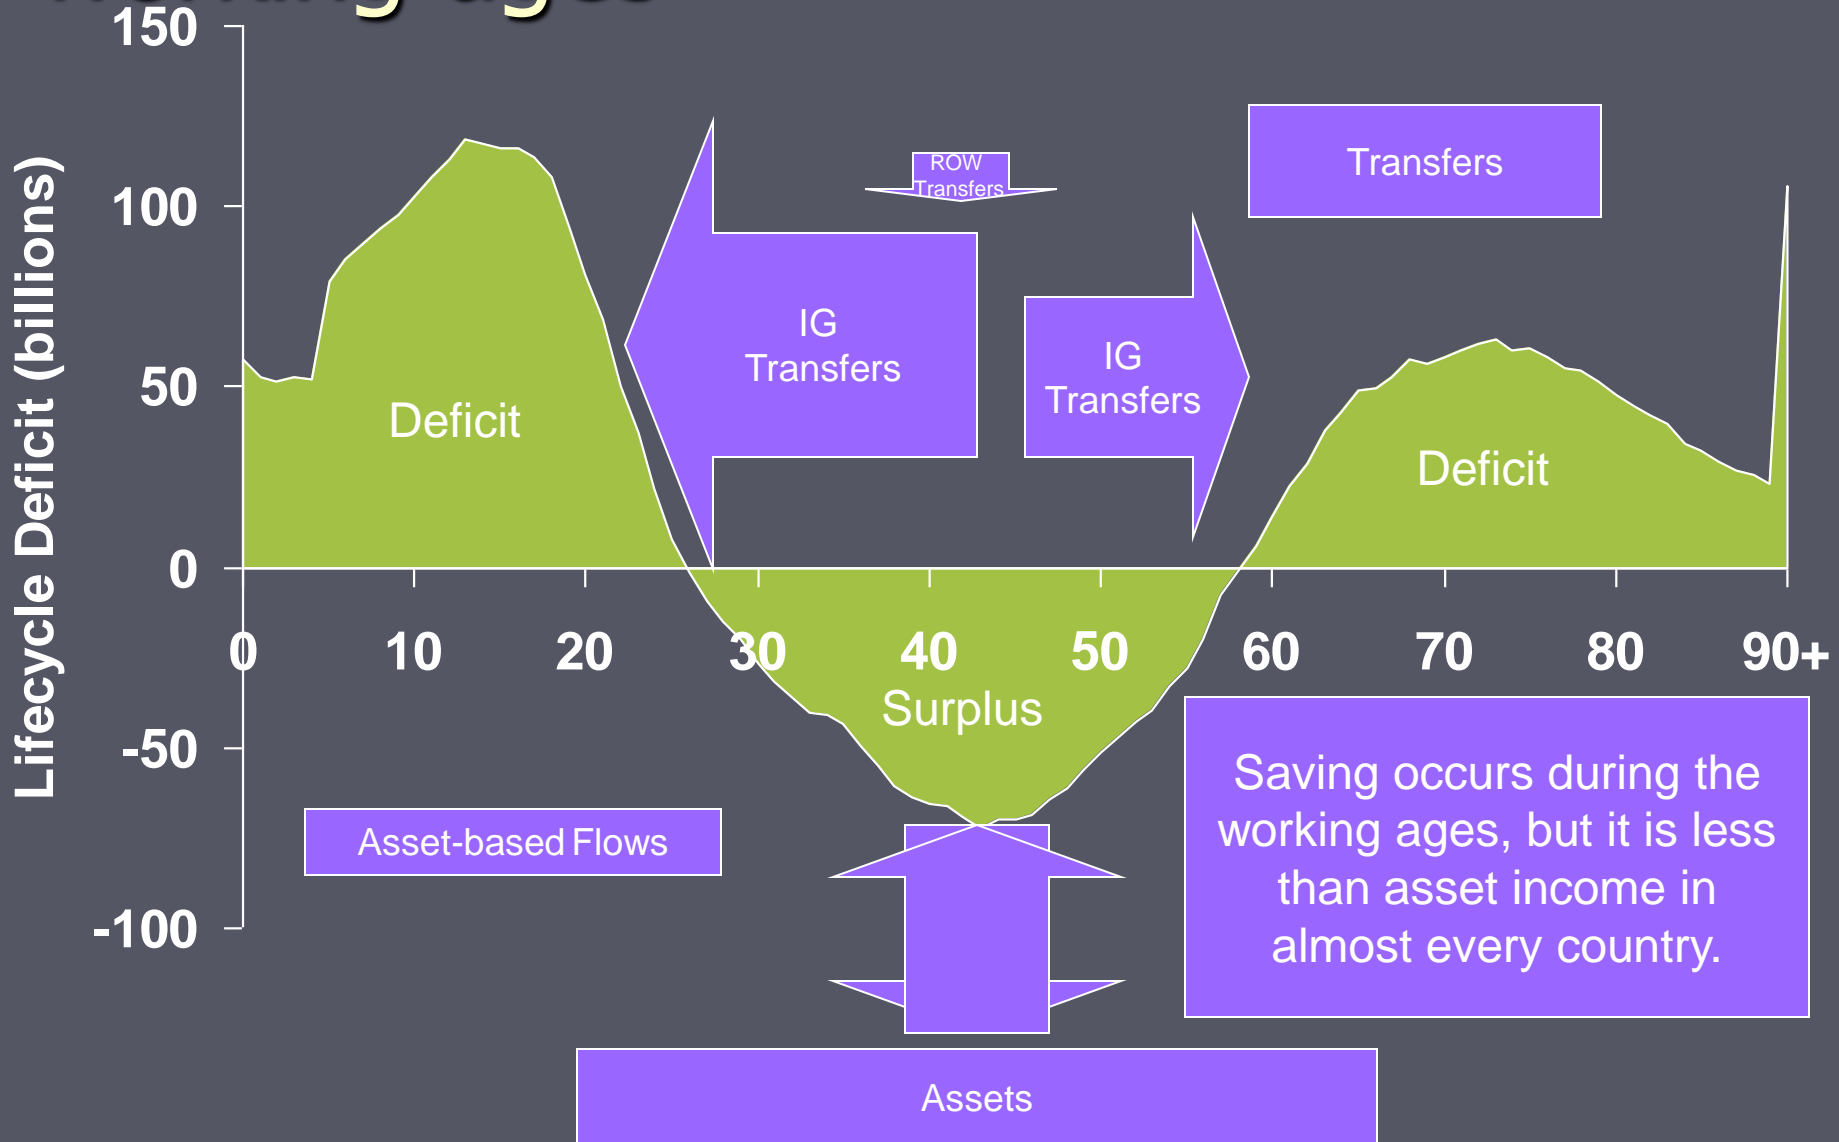 working ages
150
100
50
0
-50
-100
Lifecycle Deficit (billions)
ROW
Transfers
Transfers
IG
Transfers
IG
Transfers
Deficit
Deficit
0
10
20
30
40
50
60
70
80
90+
Surplus
Asset-based Flows
Saving occurs during the
working ages, but it is less
than asset income in
almost every country.
Assets